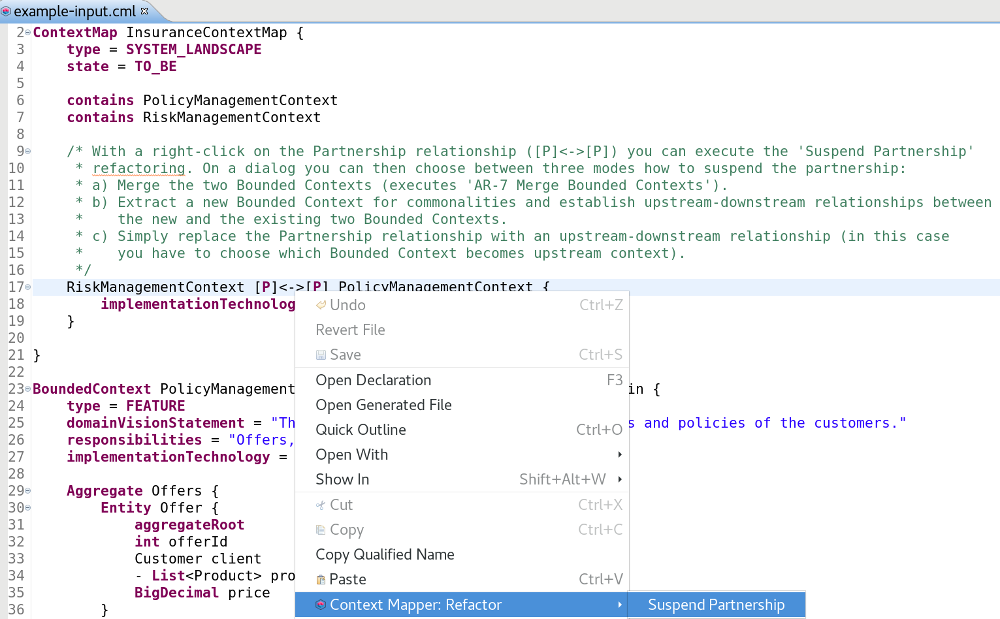 example-input.cml
2 ContextMap InsuranceContextMap {
3 type = SYSTEM_LANDSCAPE
4 state = TO_BE
5
6 contains PolicyManagementContext
7 contains RiskManagementContext
8
9 /* With a right-click on the Partnership relationship ([P]<->[P]) you can execute the 'Suspend Partnership'
10 * refactoring. On a dialog you can then choose between three modes how to suspend the partnership:
11 * a) Merge the two Bounded Contexts (executes 'AR-7 Merge Bounded Contexts').
12 * b) Extract a new Bounded Context for commonalities and establish upstream-downstream relationships between
13 * the new and the existing two Bounded Contexts.
14 * c) Simply replace the Partnership relationship with an upstream-downstream relationship (in this case
15 * you have to choose which Bounded Context becomes upstream context).
16 */
17 RiskManagementContext [P]<->[P] PolicyManagementContext {
18 implementationTechnolog
19 }
20
21 }
22
23 BoundedContext PolicyManagement in {
24 type = FEATURE
25 domainVisionStatement = "Th s and policies of the customers."
26 responsibilities = "Offers,
27 implementationTechnology =
28
29 Aggregate Offers {
30 Entity Offer {
31 aggregateRoot
32 int offerId
33 Customer client
34 - List<Product> pro
35 BigDecimal price
36 }
Undo Ctrl+Z
Revert File
Save Ctrl+S
Open Declaration F3
Open Generated File
Quick Outline Ctrl+O
Open With
Show In Shift+Alt+W
Cut Ctrl+X
Copy Ctrl+C
Copy Qualified Name
Paste Ctrl+V
Context Mapper: Refactor
Suspend Partnership